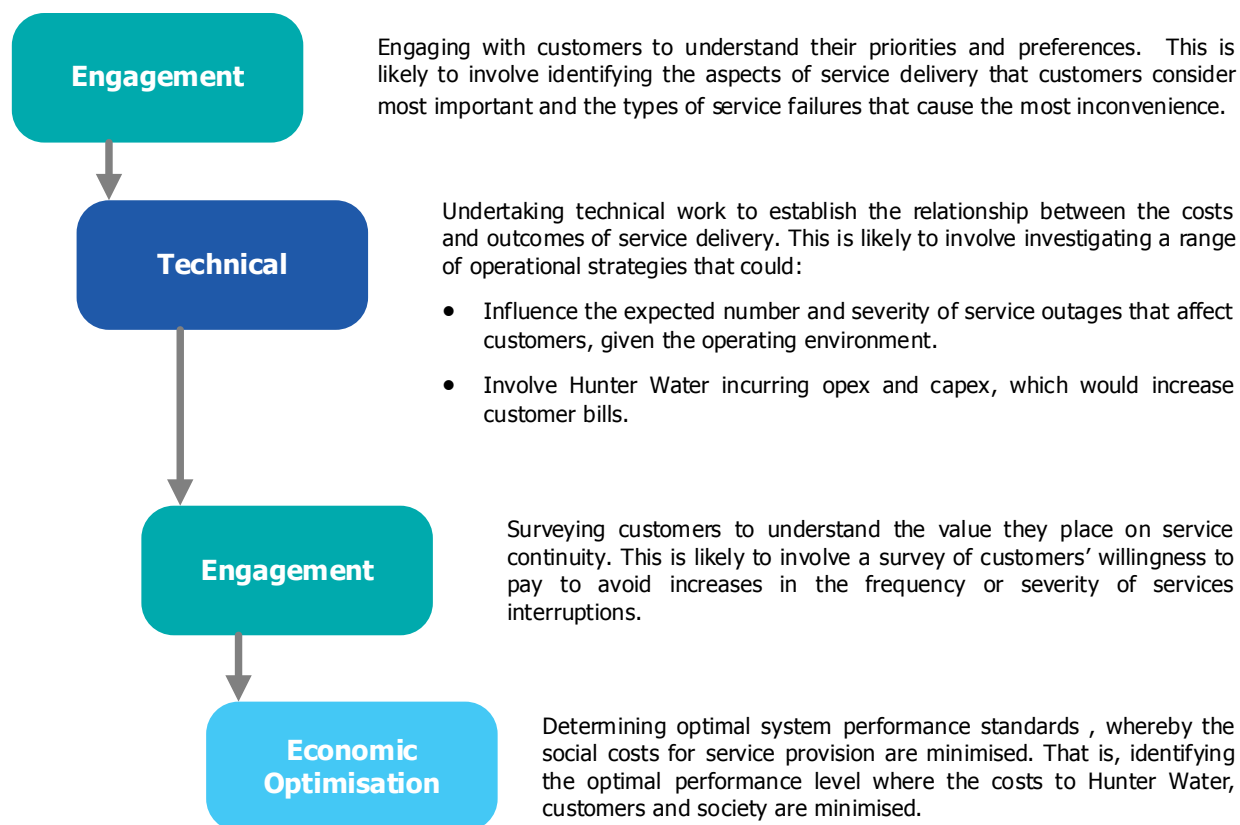 Engagement
Engaging with customers to understand their priorities and preferences. This is
likely to involve identifying the aspects of service delivery that customers consider
most important and the types of service failures that cause the most inconvenience.
Technical
Undertaking technical work to establish the relationship between the costs
and outcomes of service delivery. This is likely to involve investigating a range
of operational strategies that could:
• Influence the expected number and severity of service outages that affect
customers, given the operating environment.
• Involve Hunter Water incurring opex and capex, which would increase
customer bills.
Engagement
Surveying customers to understand the value they place on service
continuity. This is likely to involve a survey of customers’ willingness to
pay to avoid increases in the frequency or severity of services
interruptions.
Economic
Optimisation
Determining optimal system performance standards , whereby the
social costs for service provision are minimised. That is, identifying
the optimal performance level where the costs to Hunter Water,
customers and society are minimised.